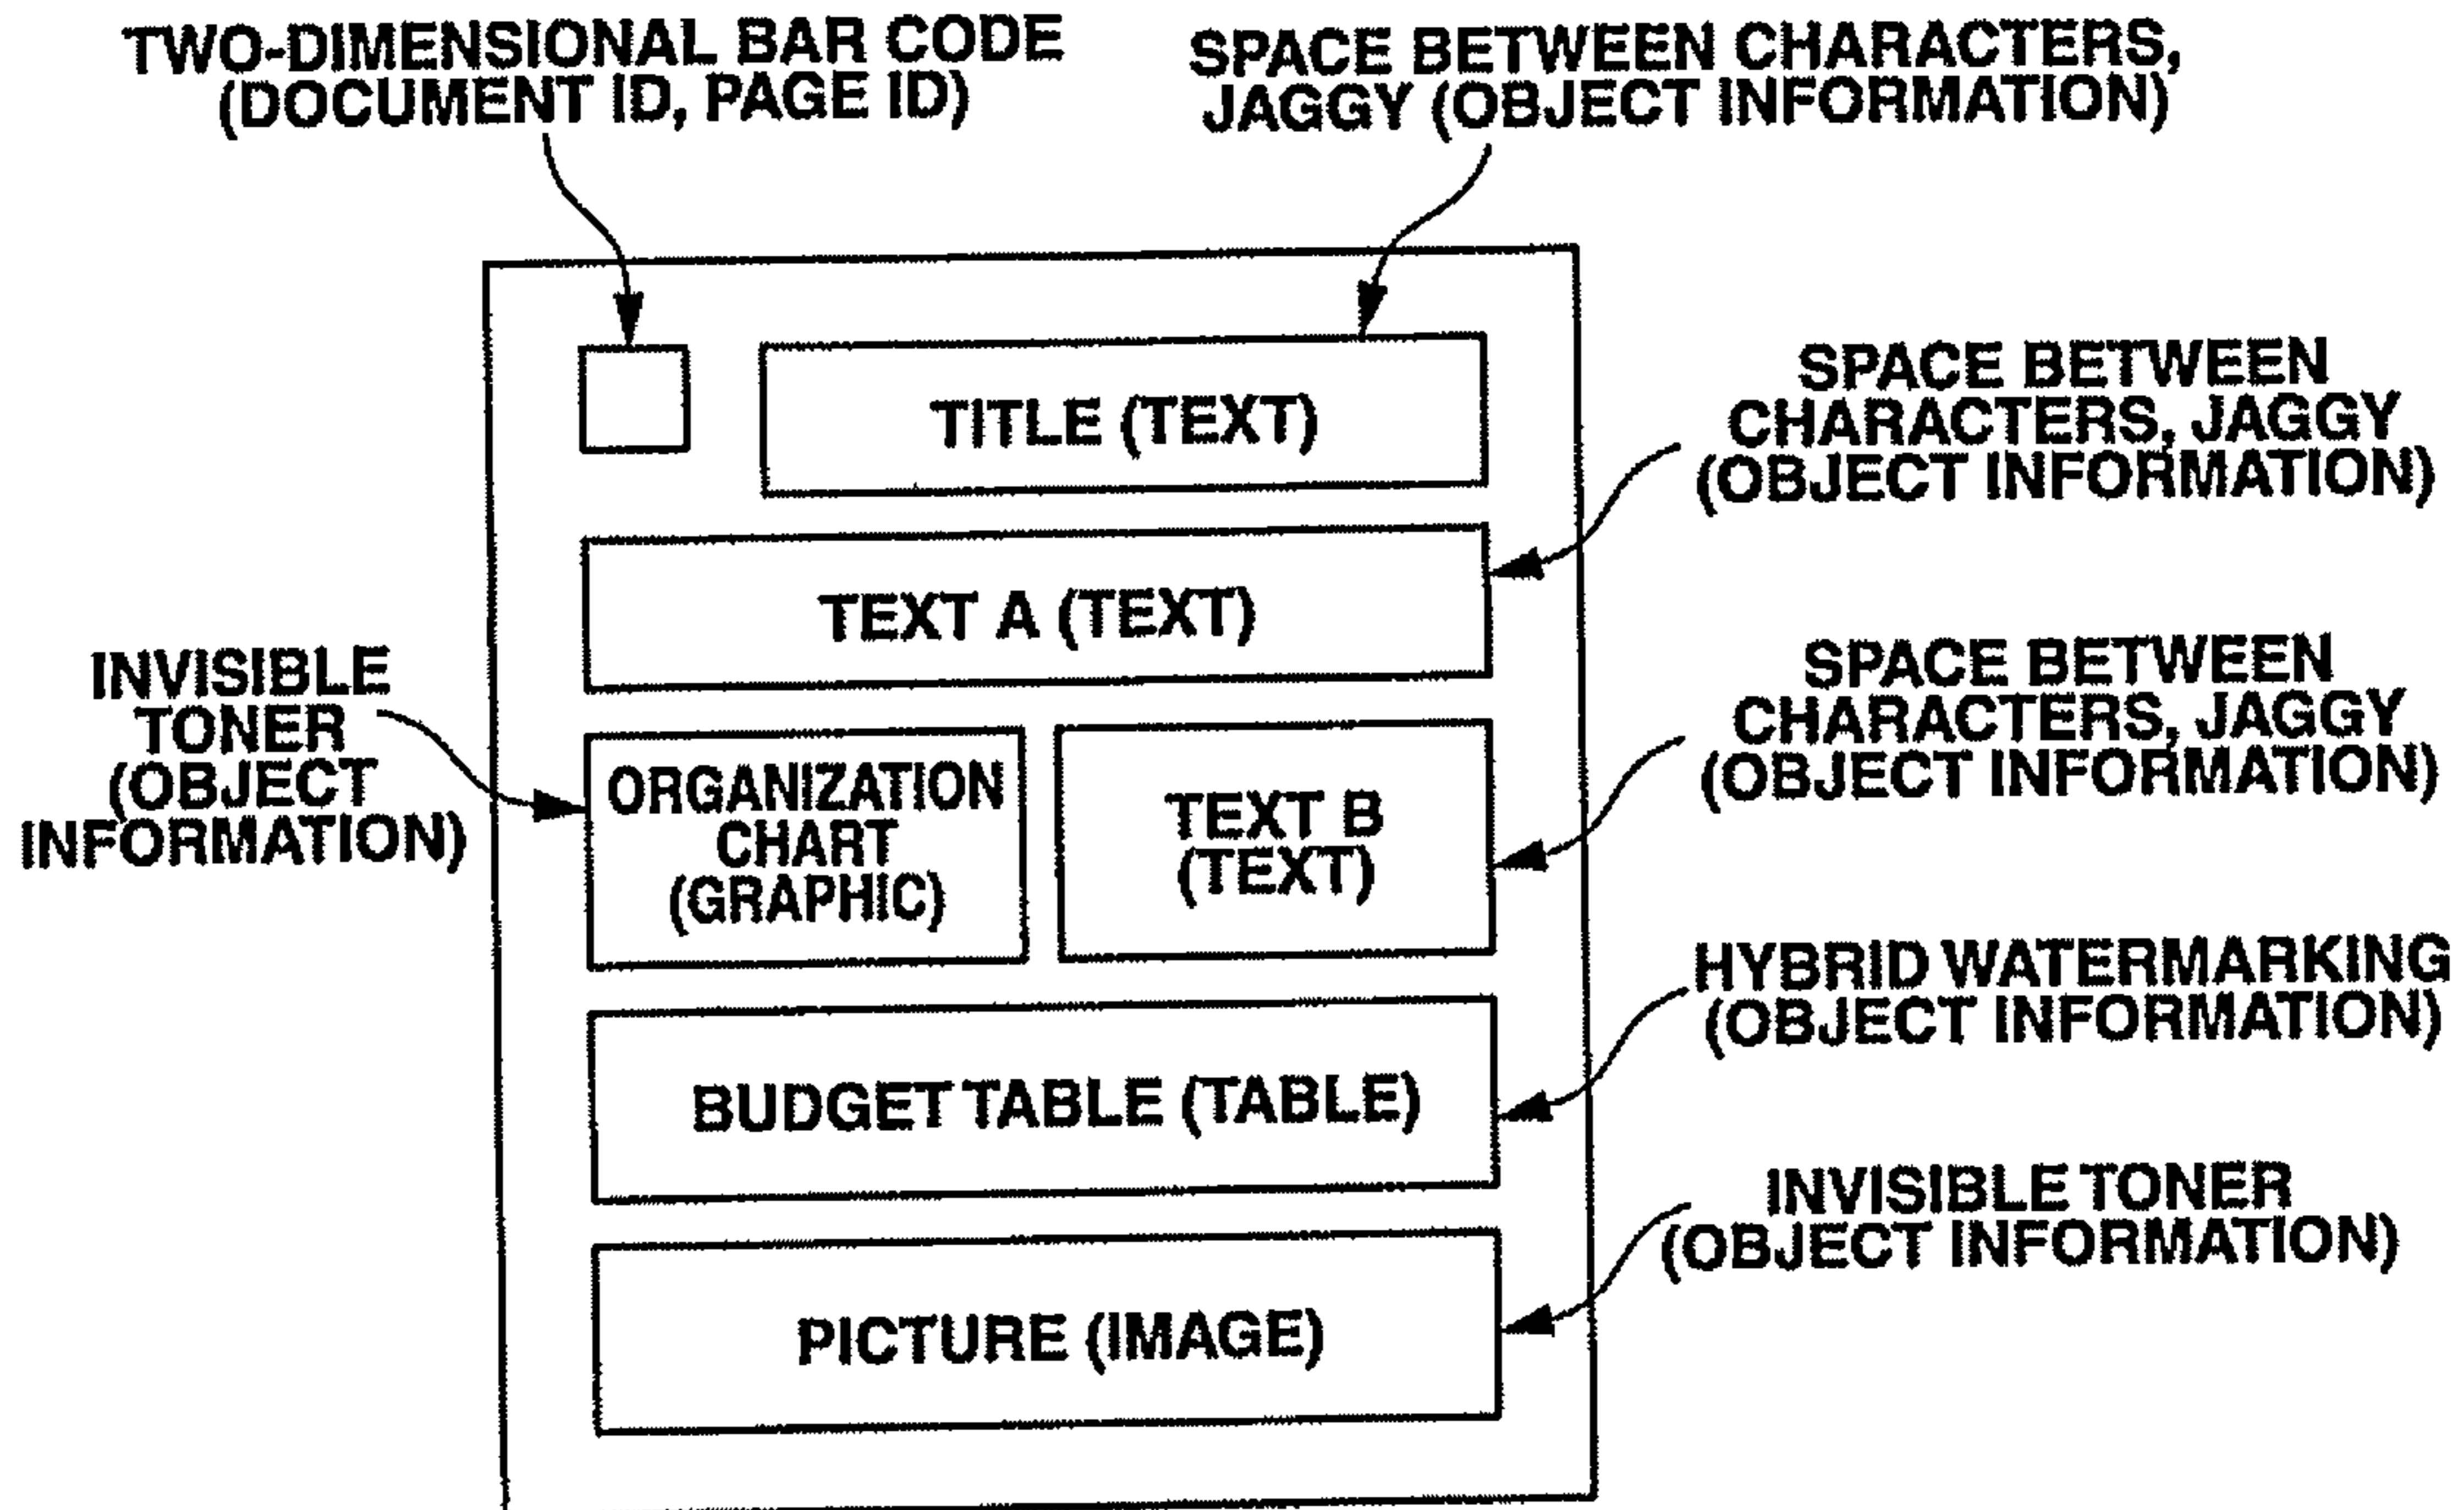 TWO-DIMENSIONAL BAR CODE
(DOCUMENT ID, PAGE ID)
SPACE BETWEEN CHARACTERS,
JAGGY (OBJECT INFORMATION)
TITLE (TEXT)
SPACE BETWEEN
CHARACTERS, JAGGY
(OBJECT INFORMATION)
TEXT A (TEXT)
INVISIBLE
TONER
(OBJECT
INFORMATION)
ORGANIZATION
CHART
(GRAPHIC)
TEXT B
(TEXT)
SPACE BETWEEN
CHARACTERS, JAGGY
(OBJECT INFORMATION)
HYBRID WATERMARKING
(OBJECT INFORMATION)
BUDGET TABLE (TABLE)
INVISIBLE TONER
(OBJECT INFORMATION)
PICTURE (IMAGE)